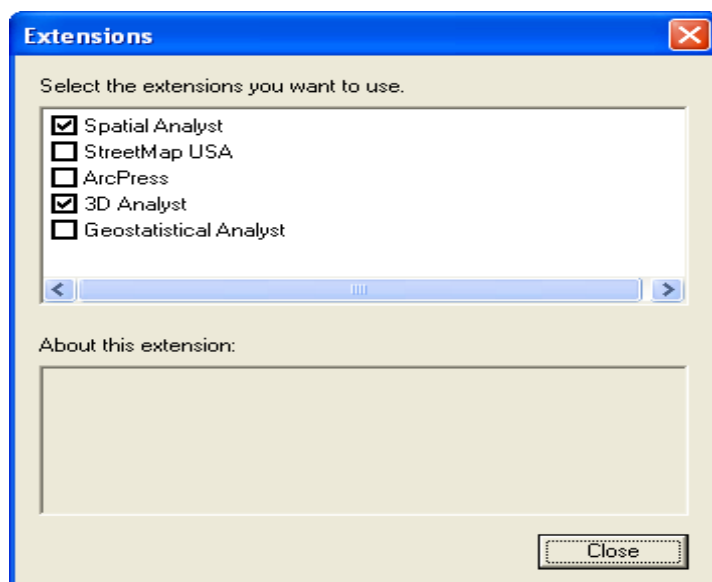 Extensions
Select the extensions you want to use.
Spatial Analyst
StreetMap USA
ArcPress
3D Analyst
Geostatistical Analyst
About this extension:
Close